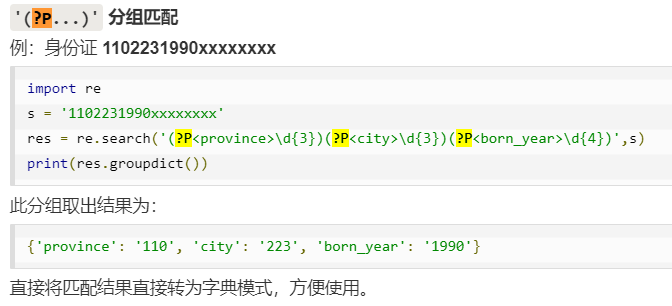 '(?P...)' 分组匹配
例：身份证 1102231990xxxxxxxx
import re
s = '1102231990xxxxxxxx'
res = re.search('(?P<province>\d{3})(?P<city>\d{3})(?P<born_year>\d{4})',s)
print(res.groupdict())
此分组取出结果为：
{'province': '110', 'city': '223', 'born_year': '1990'}
直接将匹配结果直接转为字典模式，方便使用。